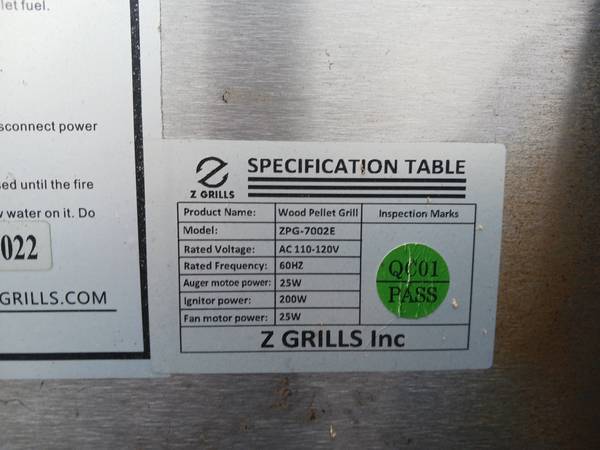 let fuel.
sconnect power
sed until the fire
w water on it. Do
022
GRILLS.COM
Z GRILLS
SPECIFICATION TABLE
Product Name: Wood Pellet Grill Inspection Marks
Model: ZPG-7002E
Rated Voltage: AC 110-120V
Rated Frequency: 60HZ
Auger motoe power: 25W
Ignitor power: 200W
Fan motor power: 25W
QC01
PASS
Z GRILLS Inc